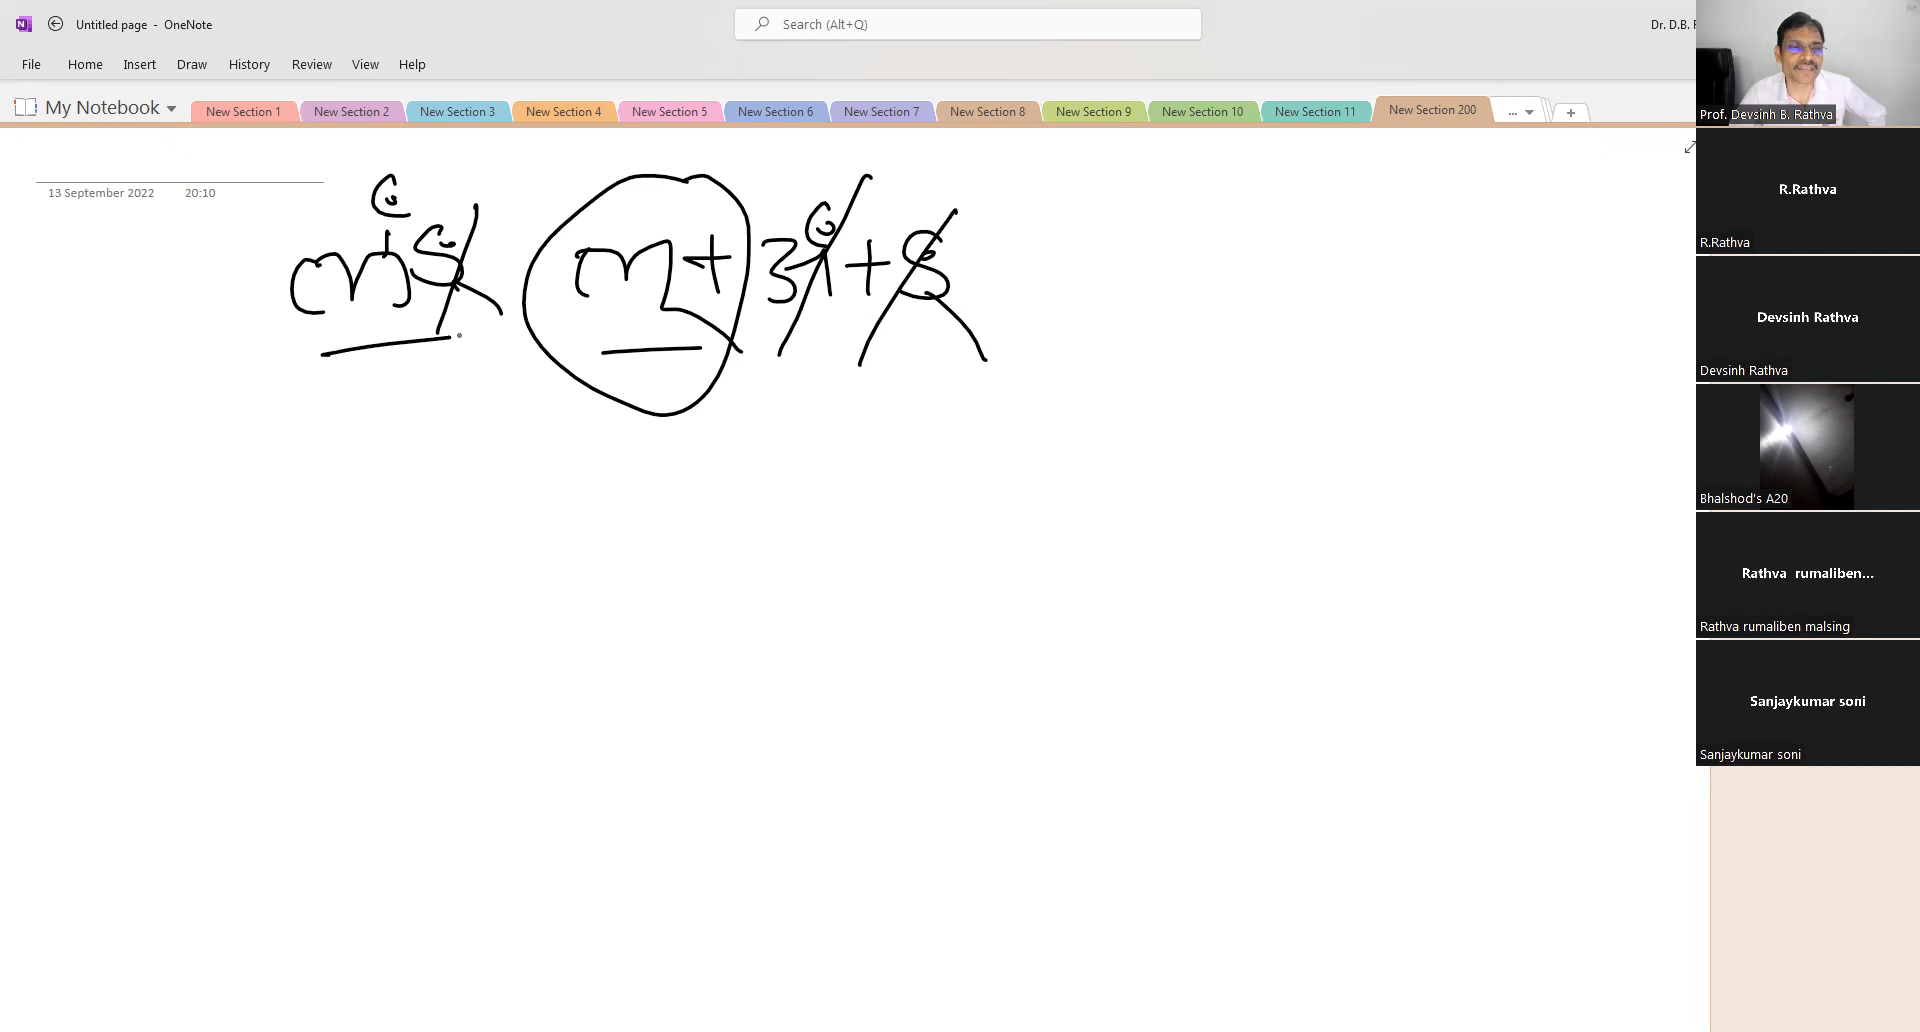 Untitled page - OneNote
Search (Alt+Q)
File Home Insert Draw History Review View Help
My Notebook
New Section 1 New Section 2 New Section 3 New Section 4 New Section 5 New Section 6 New Section 7 New Section 8 New Section 9 New Section 10 New Section 11 New Section 200 ...
13 September 2022 20:10
Dr. D.B.
Prof. Devsinh B. Rathva
R.Rathva
R.Rathva
Devsinh Rathva
Devsinh Rathva
Bhalshod's A20
Rathva rumaliben...
Rathva rumaliben malsing
Sanjaykumar soni
Sanjaykumar soni